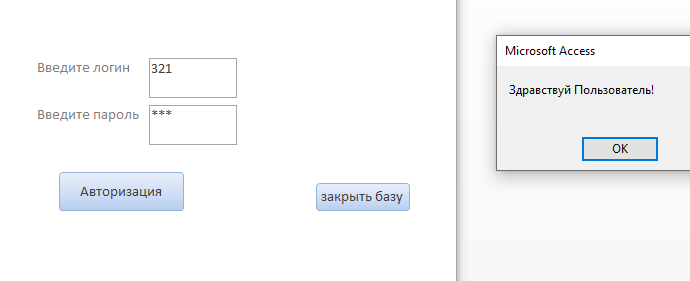 Введите логин 321
Введите пароль ***
Авторизация
закрыть базу
Microsoft Access
Здравствуй Пользователь!
OK